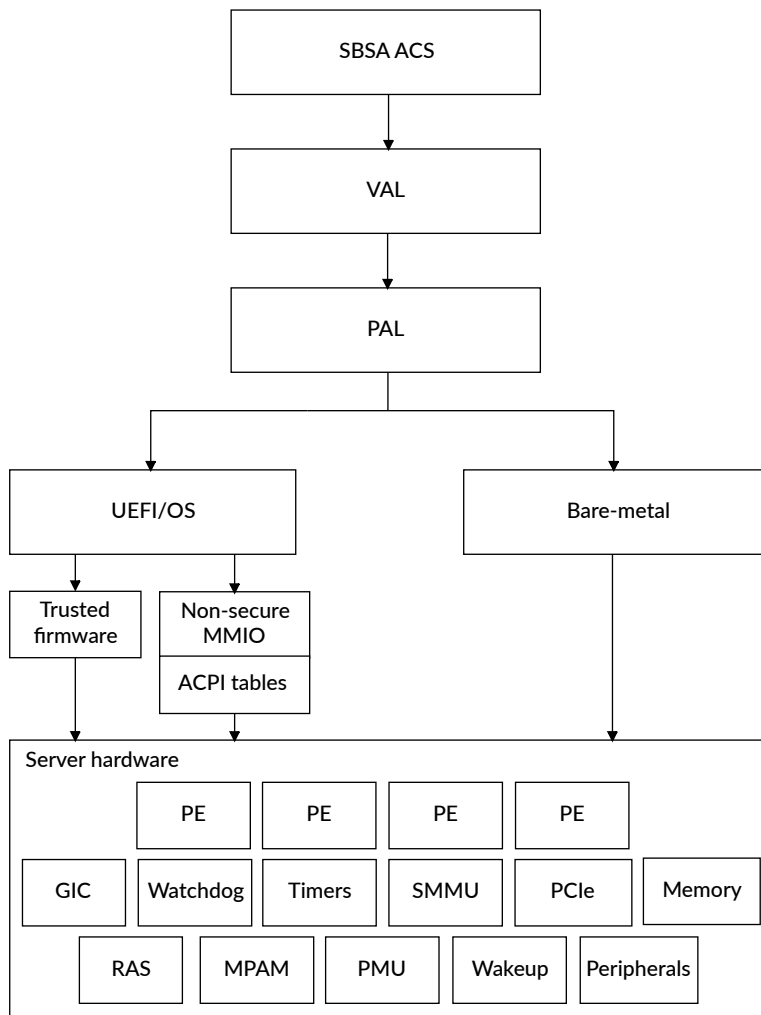 SBSA ACS
VAL
PAL
UEFI/OS
Bare-metal
Trusted
firmware
Non-secure
MMIO
ACPI tables
Server hardware
PE PE PE PE
GIC Watchdog Timers SMMU PCIe Memory
RAS MPAM PMU Wakeup Peripherals